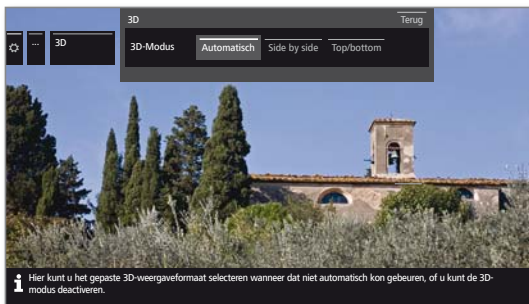 3D
Terug
...
3D
3D-Modus
Automatisch
Side by side
Top/bottom
Hier kunt u het gepaste 3D-weergaveformaat selecteren wanneer dat niet automatisch kon gebeuren, of u kunt de 3D-
modus deactiveren.